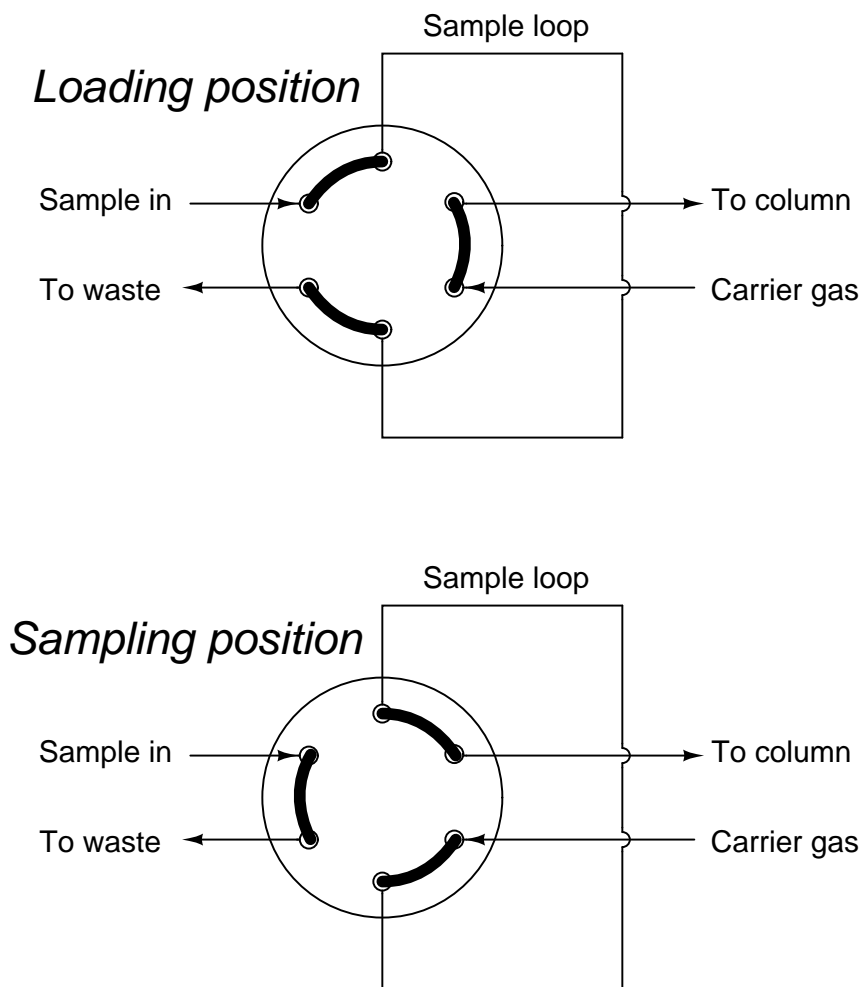 Sample loop
Loading position
Sample in
To column
To waste
Carrier gas
Sample loop
Sampling position
Sample in
To column
To waste
Carrier gas